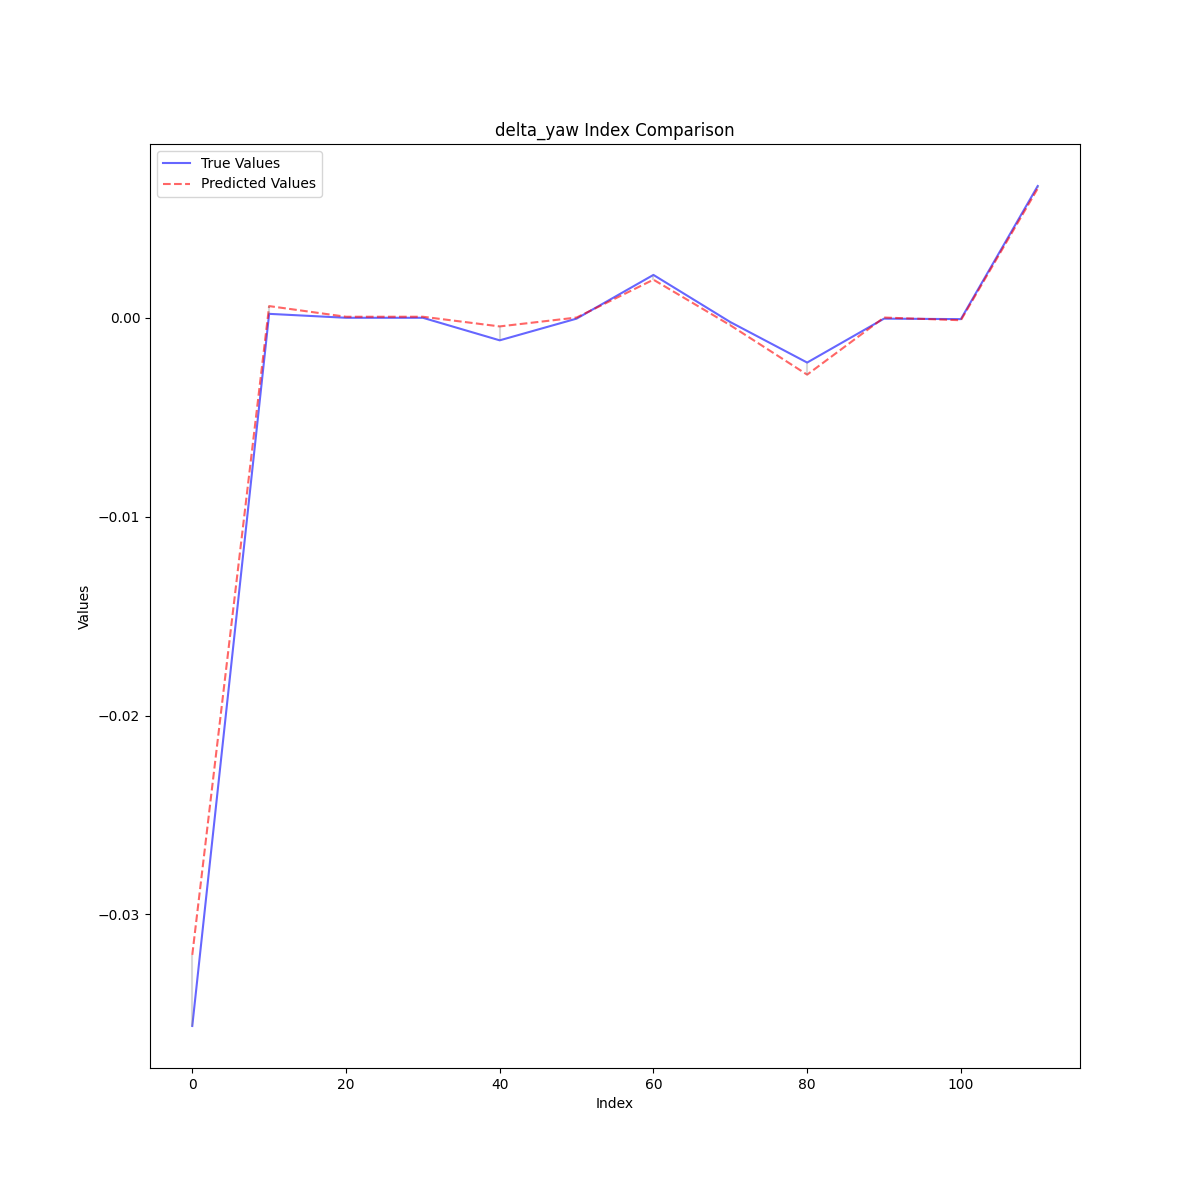 delta_yaw Index Comparison
True Values
Predicted Values
0.00
−0.01
−0.02
−0.03
Values
0
20
40
60
80
100
Index